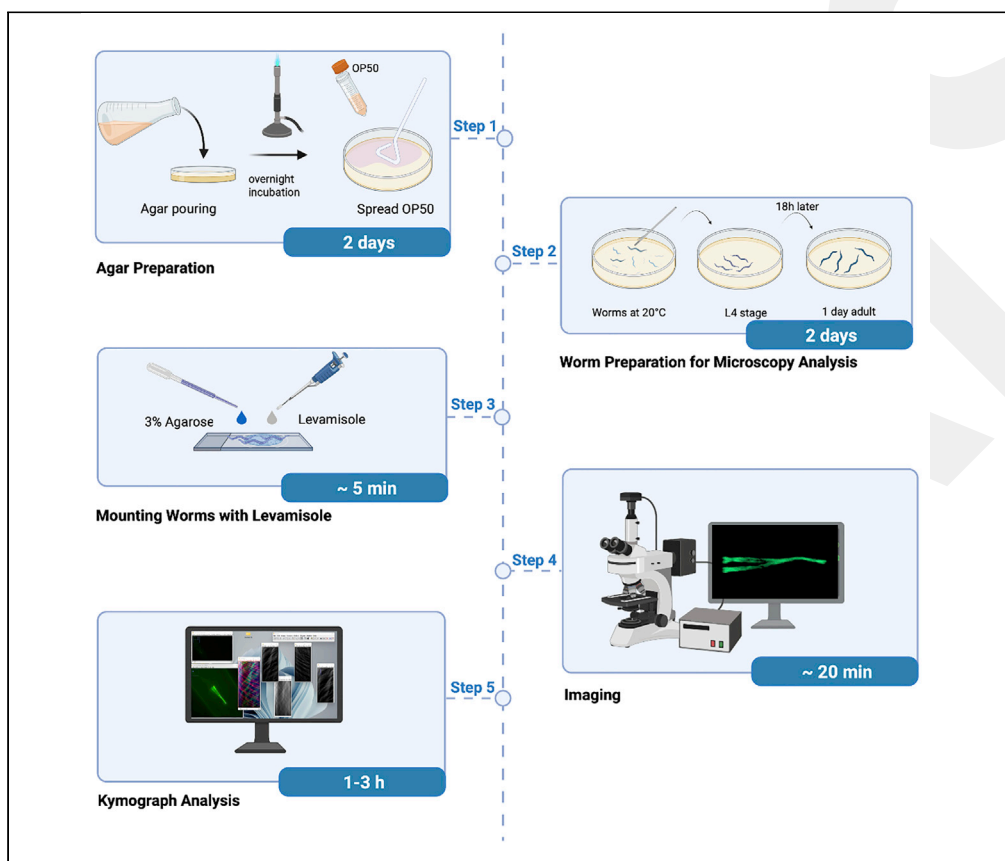 OP50
Step 1
overnight
incubation
Agar pouring
Spread OP50
2 days
Agar Preparation
Step 2
18h later
Worms at 20°C
L4 stage
1 day adult
2 days
Worm Preparation for Microscopy Analysis
Step 3
3% Agarose
Levamisole
~ 5 min
Mounting Worms with Levamisole
Step 4
~ 20 min
Imaging
Step 5
1-3 h
Kymograph Analysis